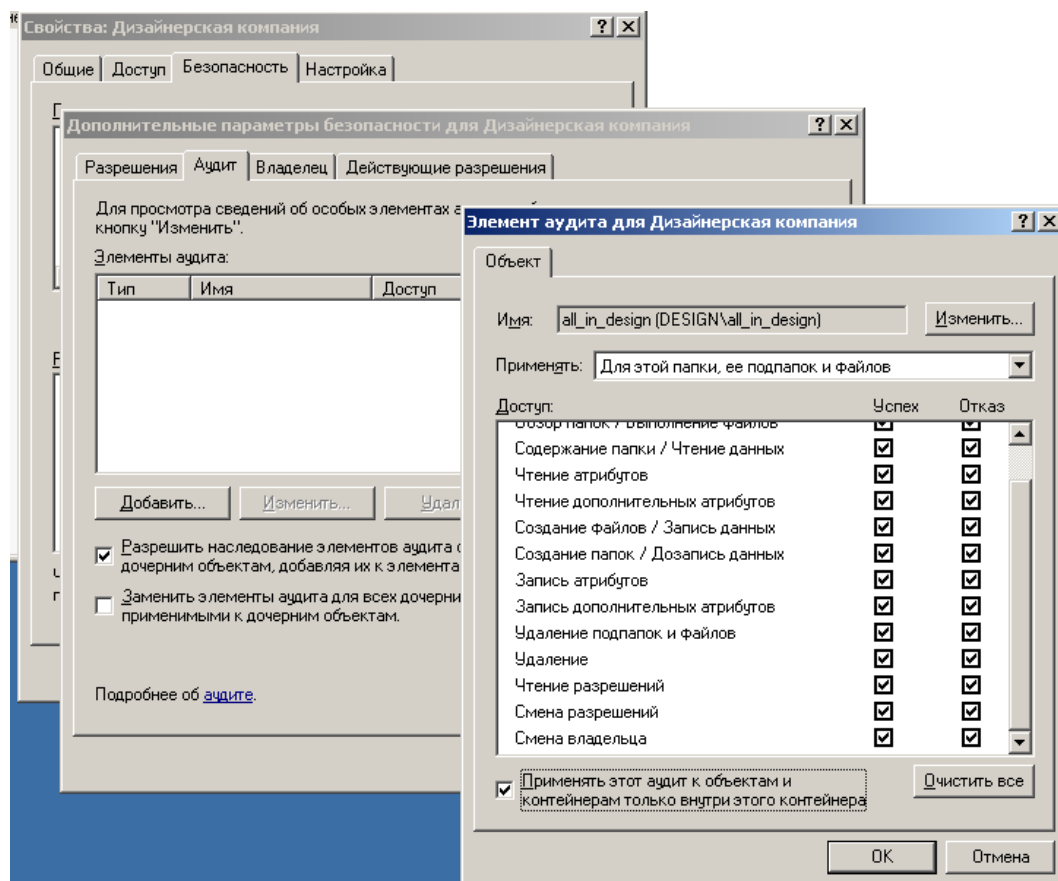 Свойства: Дизайнерская компания
Общие Доступ Безопасность Настройка
Дополнительные параметры безопасности для Дизайнерская компания
Разрешения Аудит Владелец Действующие разрешения
Для просмотра сведений об особых элементах
кнопку "Изменить".
Элементы аудита:
Тип Имя Доступ
Добавить... Изменить...
Разрешить наследование элементов аудита
дочерним объектам, добавляя их к
Заменить элементы аудита для всех
применимыми к дочерним объектам.
Подробнее об аудите.
Элемент аудита для Дизайнерская компания
Объект
Имя: all_in_design (DESIGN\all_in_design) Изменить...
Применять: Для этой папки, ее подпапок и файлов
Доступ: Успех Отказ
Обзор папок / Выполнение файлов
Содержание папки / Чтение данных
Чтение атрибутов
Чтение дополнительных атрибутов
Создание файлов / Запись данных
Создание папок / Дозапись данных
Запись атрибутов
Запись дополнительных атрибутов
Удаление подпапок и файлов
Удаление
Чтение разрешений
Смена разрешений
Смена владельца
Применять этот аудит к объектам и
контейнерам только внутри этого контейнера
Очистить все
OK Отмена